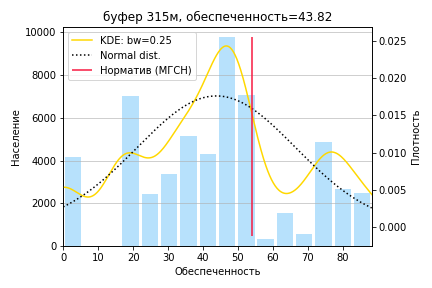 буфер 315м, обеспеченность=43.82
KDE: bw=0.25
Normal dist.
Норматив (МГСН)
10000
8000
6000
4000
2000
0
Население
0.025
0.020
0.015
0.010
0.005
0.000
Плотность
0 10 20 30 40 50 60 70 80
Обеспеченность